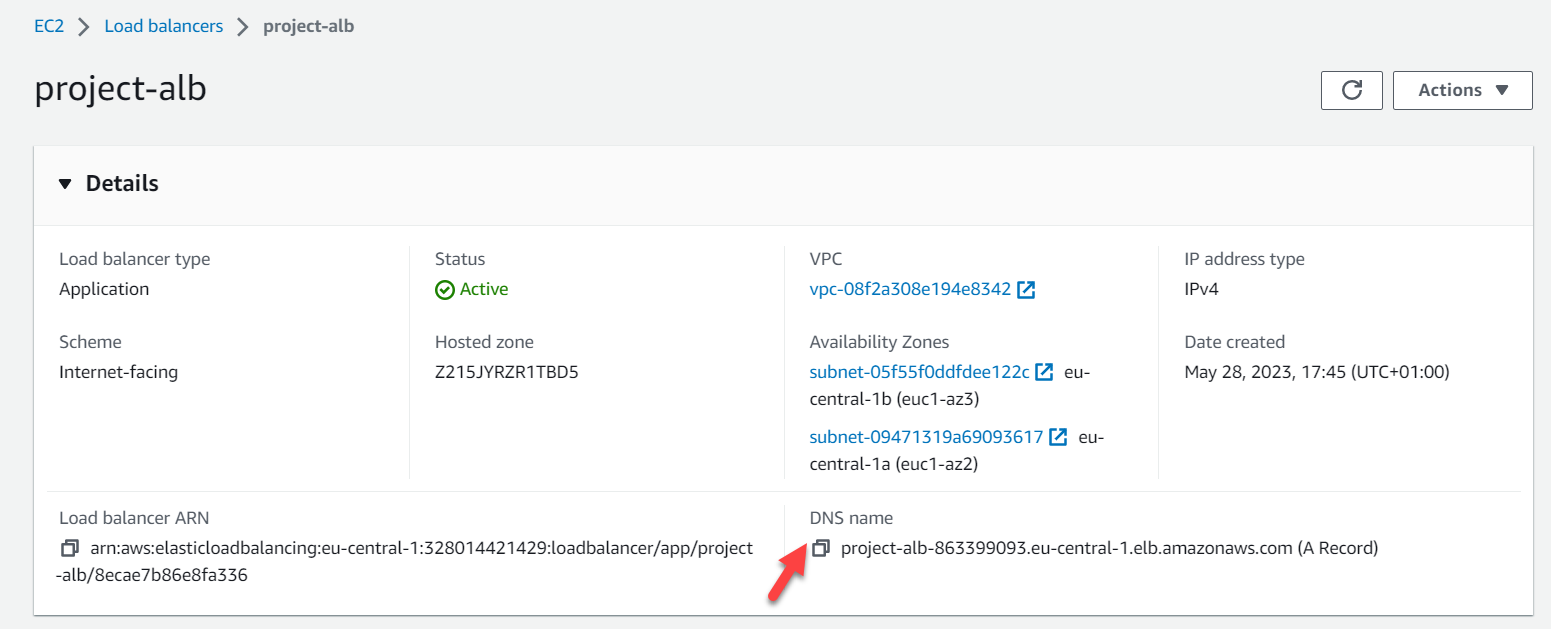 EC2 > Load balancers > project-alb
project-alb
Actions
Details
Load balancer type
Application
Status
Active
VPC
vpc-08f2a308e194e8342
IP address type
IPv4
Scheme
Internet-facing
Hosted zone
Z215JYRZR1TBD5
Availability Zones
subnet-05f55f0ddfdee122c eu-
central-1b (euc1-az3)
subnet-09471319a69093617 eu-
central-1a (euc1-az2)
Date created
May 28, 2023, 17:45 (UTC+01:00)
Load balancer ARN
arn:aws:elasticloadbalancing:eu-central-1:328014421429:loadbalancer/app/project
-alb/8ecae7b86e8fa336
DNS name
project-alb-863399093.eu-central-1.elb.amazonaws.com (A Record)